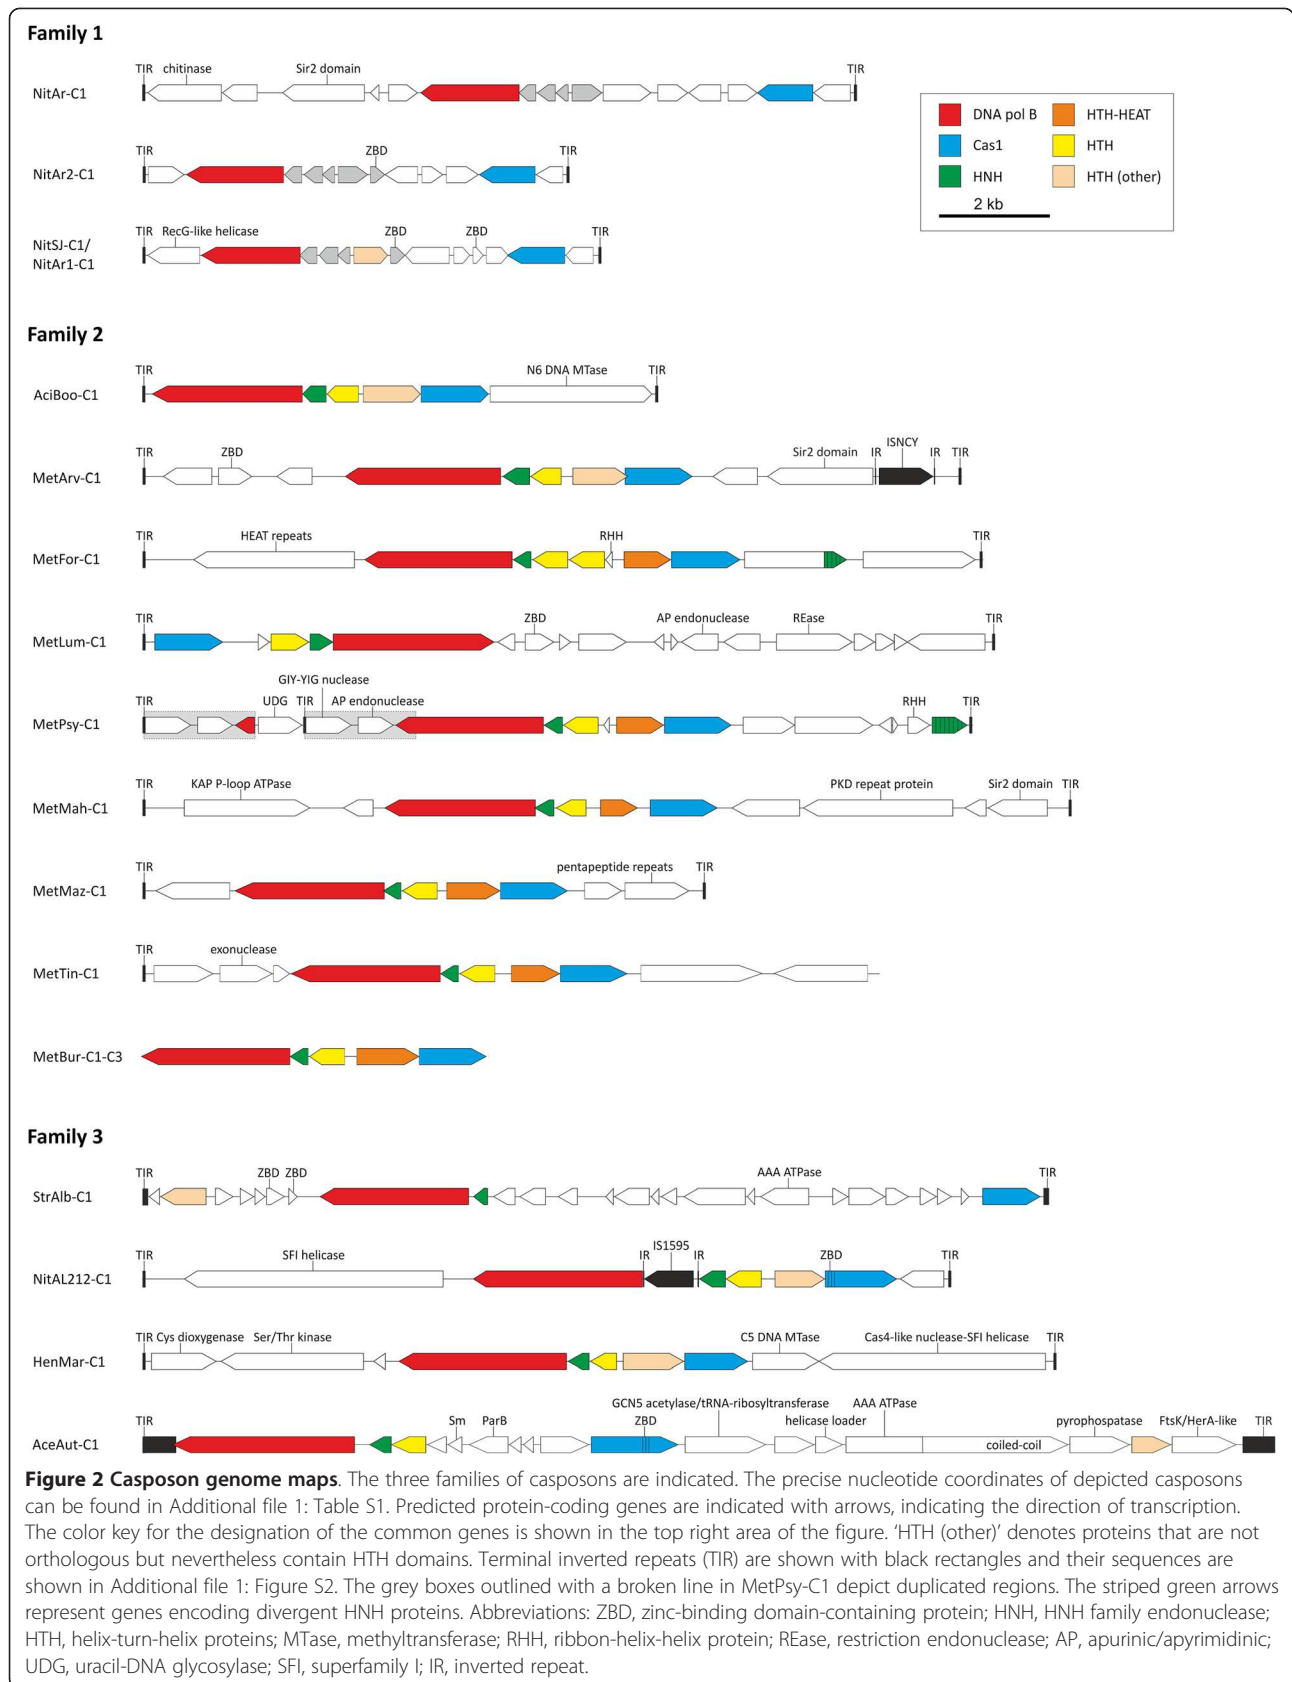 Family 1
TIR chitinase Sir2 domain TIR
NitAr-C1
DNA pol B HTH-HEAT
Cas1 HTH
HNH HTH (other)
2 kb
TIR ZBD TIR
NitAr2-C1
TIR RecG-like helicase ZBD ZBD TIR
NitSJ-C1/
NitAr1-C1
Family 2
TIR N6 DNA MTase TIR
AciBoo-C1
TIR ZBD Sir2 domain IR ISNCY IR TIR
MetArv-C1
TIR HEAT repeats RHH TIR
MetFor-C1
TIR ZBD AP endonuclease REase TIR
MetLum-C1
GIY-YIG nuclease
TIR UDG TIR AP endonuclease RHH TIR
MetPsy-C1
TIR KAP P-loop ATPase PKD repeat protein Sir2 domain TIR
MetMah-C1
TIR pentapeptide repeats TIR
MetMaz-C1
TIR exonuclease
MetTin-C1
MetBur-C1-C3
Family 3
TIR ZBD ZBD AAA ATPase TIR
StrAlb-C1
TIR SFI helicase IR IS1595 IR ZBD TIR
NitAL212-C1
TIR Cys dioxygenase Ser/Thr kinase C5 DNA MTase Cas4-like nuclease-SFI helicase TIR
HenMar-C1
GCN5 acetylase/tRNA-ribosyltransferase AAA ATPase
TIR Sm ParB ZBD helicase loader pyrophospatase FtsK/HerA-like TIR
AceAut-C1 coiled-coil
Figure 2 Casposon genome maps. The three families of casposons are indicated. The precise nucleotide coordinates of depicted casposons
can be found in Additional file 1: Table S1. Predicted protein-coding genes are indicated with arrows, indicating the direction of transcription.
The color key for the designation of the common genes is shown in the top right area of the figure. ‘HTH (other)’ denotes proteins that are not
orthologous but nevertheless contain HTH domains. Terminal inverted repeats (TIR) are shown with black rectangles and their sequences are
shown in Additional file 1: Figure S2. The grey boxes outlined with a broken line in MetPsy-C1 depict duplicated regions. The striped green arrows
represent genes encoding divergent HNH proteins. Abbreviations: ZBD, zinc-binding domain-containing protein; HNH, HNH family endonuclease;
HTH, helix-turn-helix proteins; MTase, methyltransferase; RHH, ribbon-helix-helix protein; REase, restriction endonuclease; AP, apurinic/apyrimidinic;
UDG, uracil-DNA glycosylase; SFI, superfamily I; IR, inverted repeat.